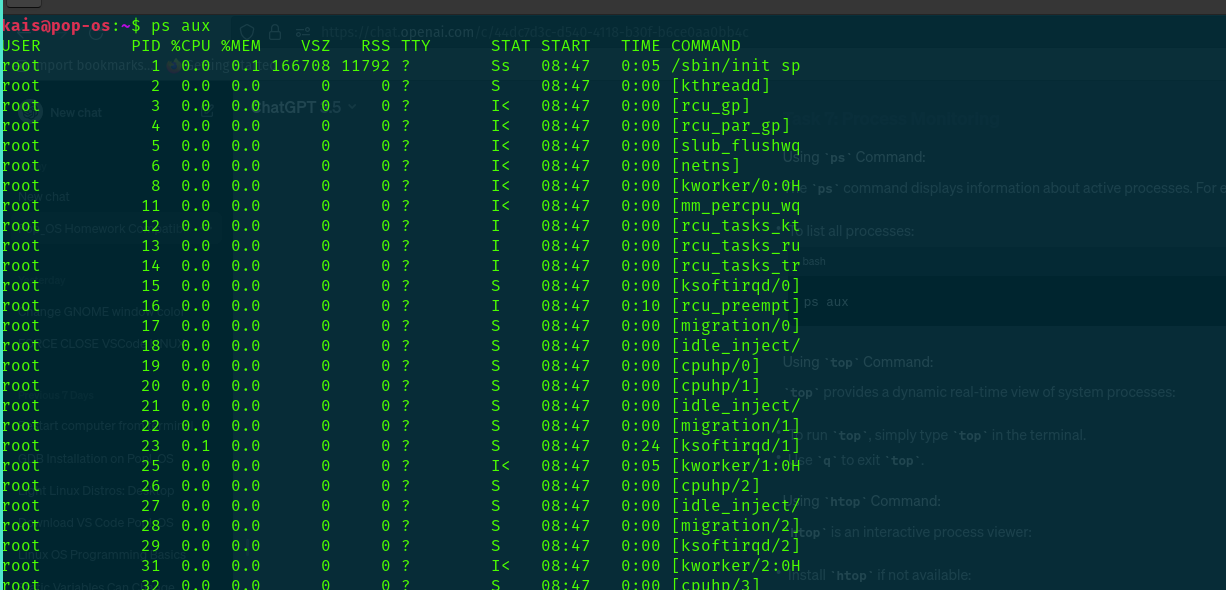 kais@pop-os:~$ ps aux
USER PID %CPU %MEM VSZ RSS TTY STAT START TIME COMMAND
root 1 0.0 0.1 166708 11792 ? Ss 08:47 0:05 /sbin/init sp
root 2 0.0 0.0 0 0 ? S 08:47 0:00 [kthreadd]
root 3 0.0 0.0 0 0 ? I< 08:47 0:00 [rcu_gp]
root 4 0.0 0.0 0 0 ? I< 08:47 0:00 [rcu_par_gp]
root 5 0.0 0.0 0 0 ? I< 08:47 0:00 [slub_flushwq
root 6 0.0 0.0 0 0 ? I< 08:47 0:00 [netns]
root 8 0.0 0.0 0 0 ? I< 08:47 0:00 [kworker/0:0H
root 11 0.0 0.0 0 0 ? I< 08:47 0:00 [mm_percpu_wq
root 12 0.0 0.0 0 0 ? I 08:47 0:00 [rcu_tasks_kt
root 13 0.0 0.0 0 0 ? I 08:47 0:00 [rcu_tasks_ru
root 14 0.0 0.0 0 0 ? I 08:47 0:00 [rcu_tasks_tr
root 15 0.0 0.0 0 0 ? S 08:47 0:00 [ksoftirqd/0]
root 16 0.0 0.0 0 0 ? I 08:47 0:10 [rcu_preempt]
root 17 0.0 0.0 0 0 ? S 08:47 0:00 [migration/0]
root 18 0.0 0.0 0 0 ? S 08:47 0:00 [idle_inject/
root 19 0.0 0.0 0 0 ? S 08:47 0:00 [cpuhp/0]
root 20 0.0 0.0 0 0 ? S 08:47 0:00 [cpuhp/1]
root 21 0.0 0.0 0 0 ? S 08:47 0:00 [idle_inject/
root 22 0.0 0.0 0 0 ? S 08:47 0:00 [migration/1]
root 23 0.1 0.0 0 0 ? S 08:47 0:24 [ksoftirqd/1]
root 25 0.0 0.0 0 0 ? I< 08:47 0:05 [kworker/1:0H
root 26 0.0 0.0 0 0 ? S 08:47 0:00 [cpuhp/2]
root 27 0.0 0.0 0 0 ? S 08:47 0:00 [idle_inject/
root 28 0.0 0.0 0 0 ? S 08:47 0:00 [migration/2]
root 29 0.0 0.0 0 0 ? S 08:47 0:00 [ksoftirqd/2]
root 31 0.0 0.0 0 0 ? I< 08:47 0:00 [kworker/2:0H
root 32 0.0 0.0 0 0 ? S 08:47 0:00 [cpuhp/3]
New chat
ChatGPT
Using `ps` Command:
`ps` command displays information about active processes. For
list all processes:
bash
ps aux
Using `top` Command:
`top` provides a dynamic real-time view of system processes:
run `top`, simply type `top` in the terminal.
`q` to exit `top`.
Using `htop` Command:
`htop` is an interactive process viewer:
Install `htop` if not available: